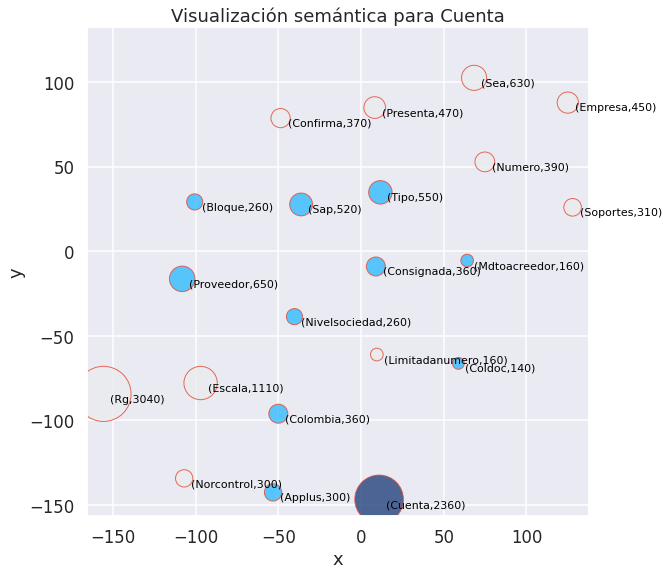 Visualización semántica para Cuenta
100
50
0
−50
−100
−150
y
(Sea,630)
(Empresa,450)
(Presenta,470)
(Confirma,370)
(Numero,390)
(Tipo,550)
(Bloque,260)
(Sap,520)
(Soportes,310)
(Mdtoacreedor,160)
(Consignada,360)
(Proveedor,650)
(Nivelsociedad,260)
(Limitadanumero,160)
(Coldoc,140)
(Escala,1110)
(Rg,3040)
(Colombia,360)
(Norcontrol,300)
(Applus,300)
(Cuenta,2360)
−150
−100
−50
0
50
100
x